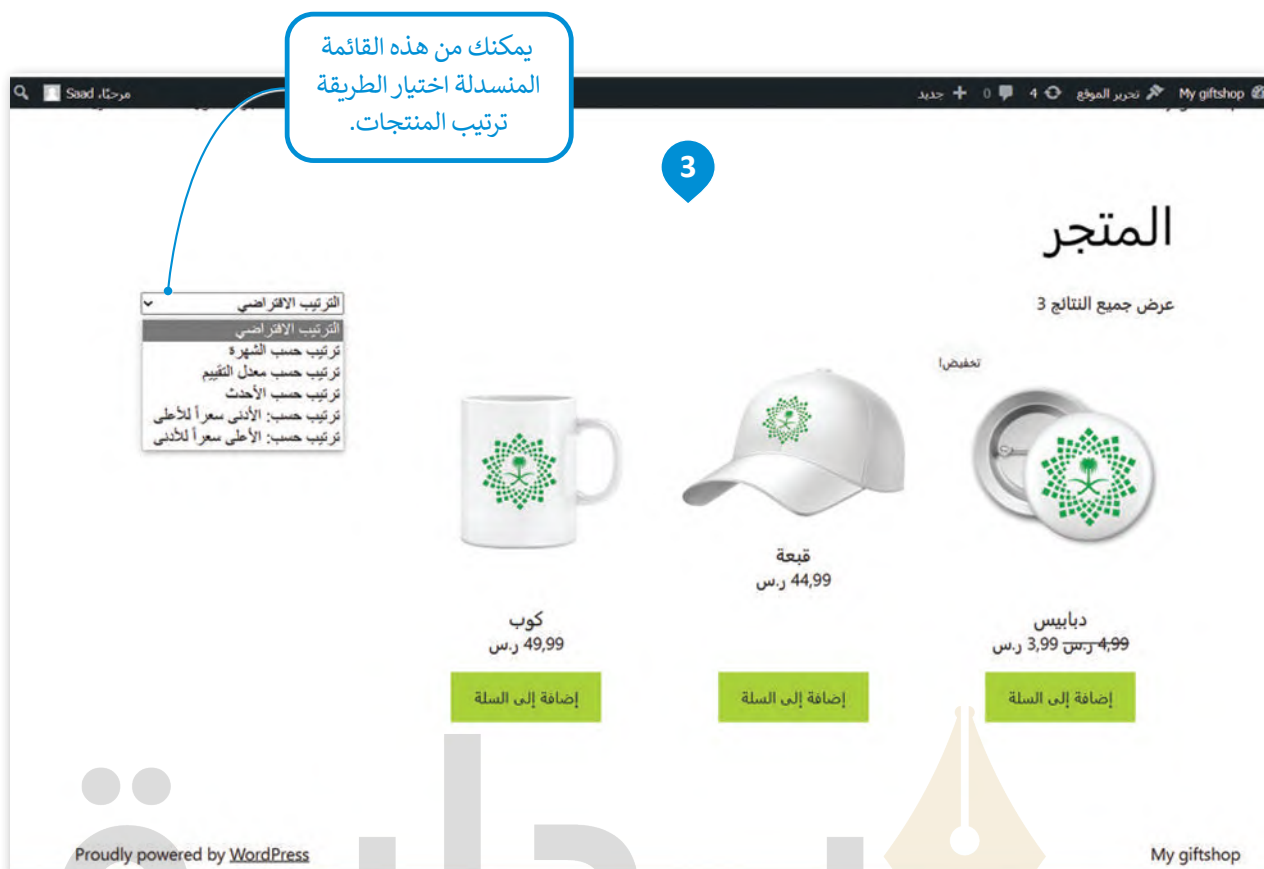 يمكنك من هذه القائمة
المنسدلة اختيار الطريقة
ترتيب المنتجات.
My giftshop تحرير الموقع 4 0 + جديد
مرحبًا، Saad
3
المتجر
عرض جميع النتائج 3
الترتيب الافتراضي
الترتيب الافتراضي
ترتيب حسب الشهرة
ترتيب حسب معدل التقييم
ترتيب حسب الأحدث
ترتيب حسب: الأدنى سعراً للأعلى
ترتيب حسب: الأعلى سعراً للأدنى
تخفيض!
دبابيس
4,99 ر.س 3,99 ر.س
إضافة إلى السلة
قبعة
44,99 ر.س
إضافة إلى السلة
كوب
49,99 ر.س
إضافة إلى السلة
My giftshop
Proudly powered by WordPress